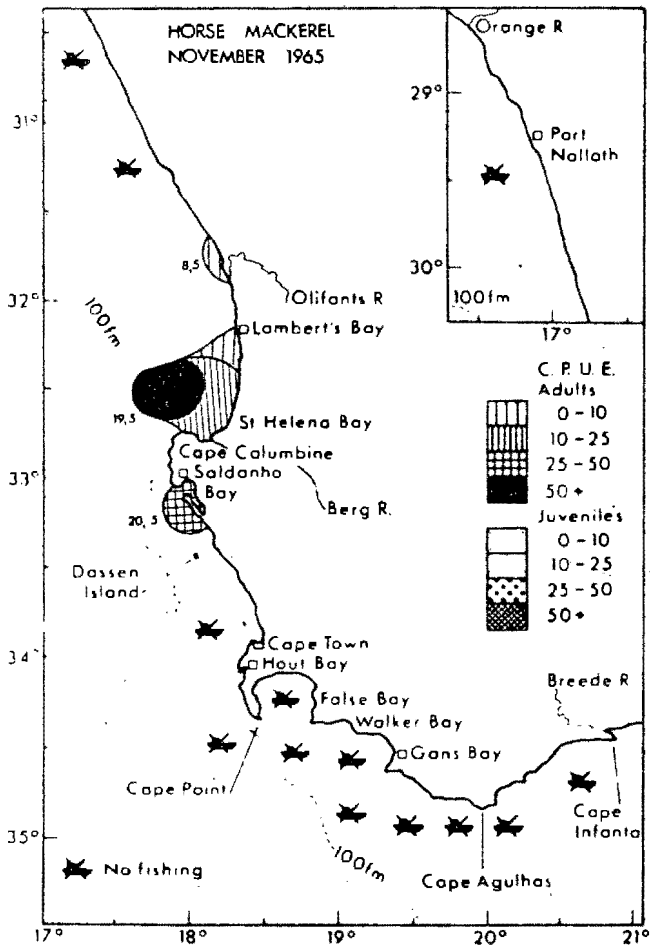 HORSE MACKEREL
NOVEMBER 1965
Orange R
29°
Port
Nallath
30°
100fm
17°
31°
8,5
Olifants R
32°
100fm
Lambert's Bay
C. P. U. E.
Adults
0-10
10-25
25-50
50+
Juveniles
0-10
10-25
25-50
50+
19,5
St Helena Bay
Cape Calumbine
33°
Saldanho
Bay
Berg R.
20,5
Dassen
Island
34°
Cape Town
Hout Bay
Breede R
False Bay
Walker Bay
Gans Bay
Cape Point
Cape
Infanta
35°
100fm
No fishing
Cape Agulhas
17°
18°
19°
20°
21°